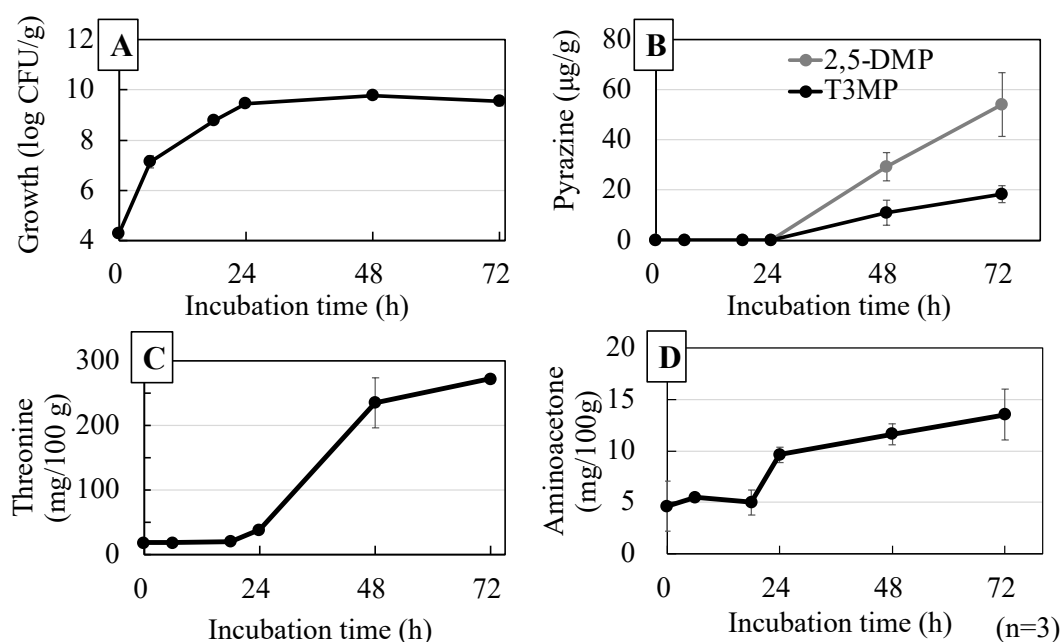 A
Growth (log CFU/g)
12
10
8
6
4
0 24 48 72
Incubation time (h)
B
Pyrazine (µg/g)
80
60
40
20
0
2,5-DMP
T3MP
0 24 48 72
Incubation time (h)
C
Threonine
(mg/100 g)
300
200
100
0
0 24 48 72
Incubation time (h)
D
Aminoacetone
(mg/100g)
20
15
10
5
0
0 24 48 72
Incubation time (h)
(n=3)